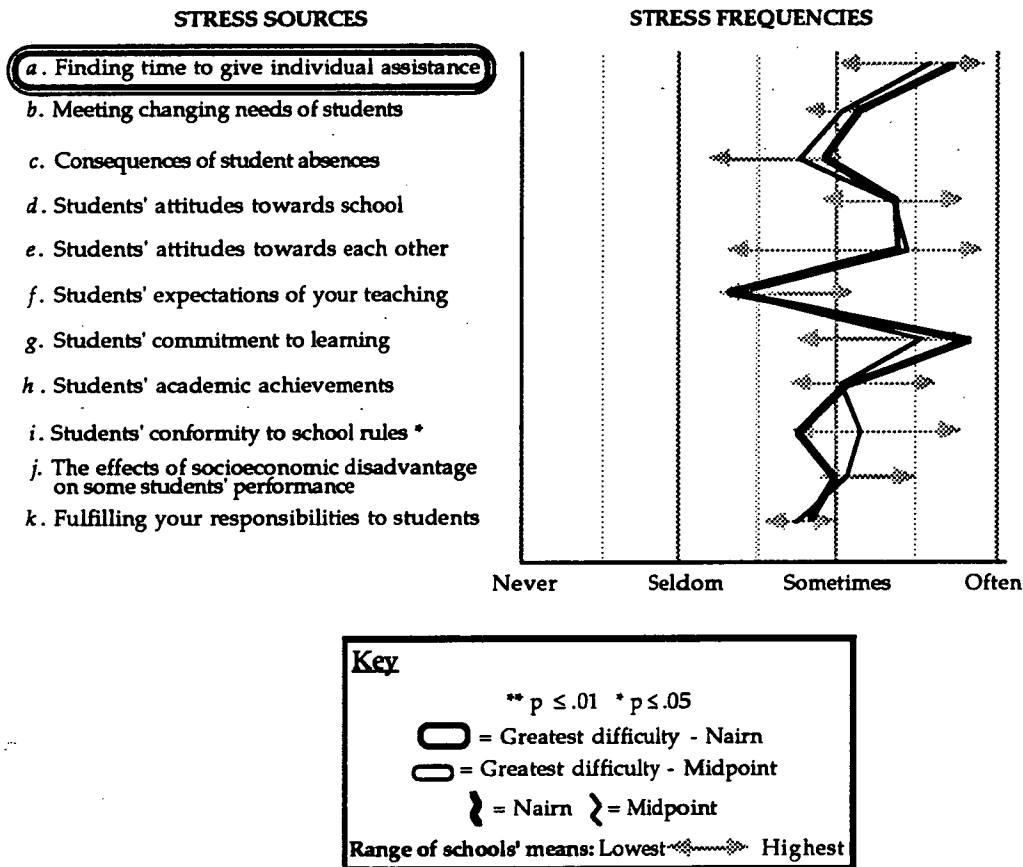 STRESS SOURCES
STRESS FREQUENCIES
a. Finding time to give individual assistance
b. Meeting changing needs of students
c. Consequences of student absences
d. Students' attitudes towards school
e. Students' attitudes towards each other
f. Students' expectations of your teaching
g. Students' commitment to learning
h. Students' academic achievements
i. Students' conformity to school rules *
j. The effects of socioeconomic disadvantage
on some students' performance
k. Fulfilling your responsibilities to students
Never Seldom Sometimes Often
Key
** p ≤ .01 * p ≤ .05
= Greatest difficulty - Nairn
= Greatest difficulty - Midpoint
= Nairn = Midpoint
Range of schools' means: Lowest Highest